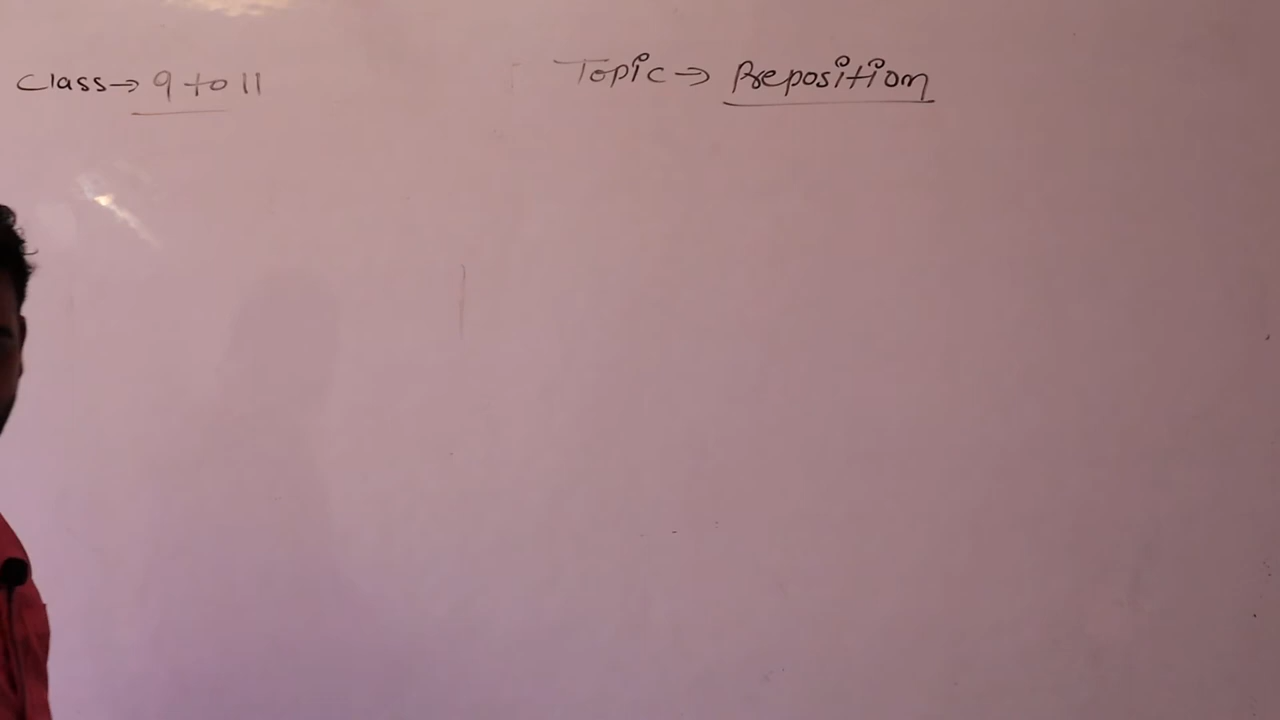 Class → 9 to 11
Topic → Preposition